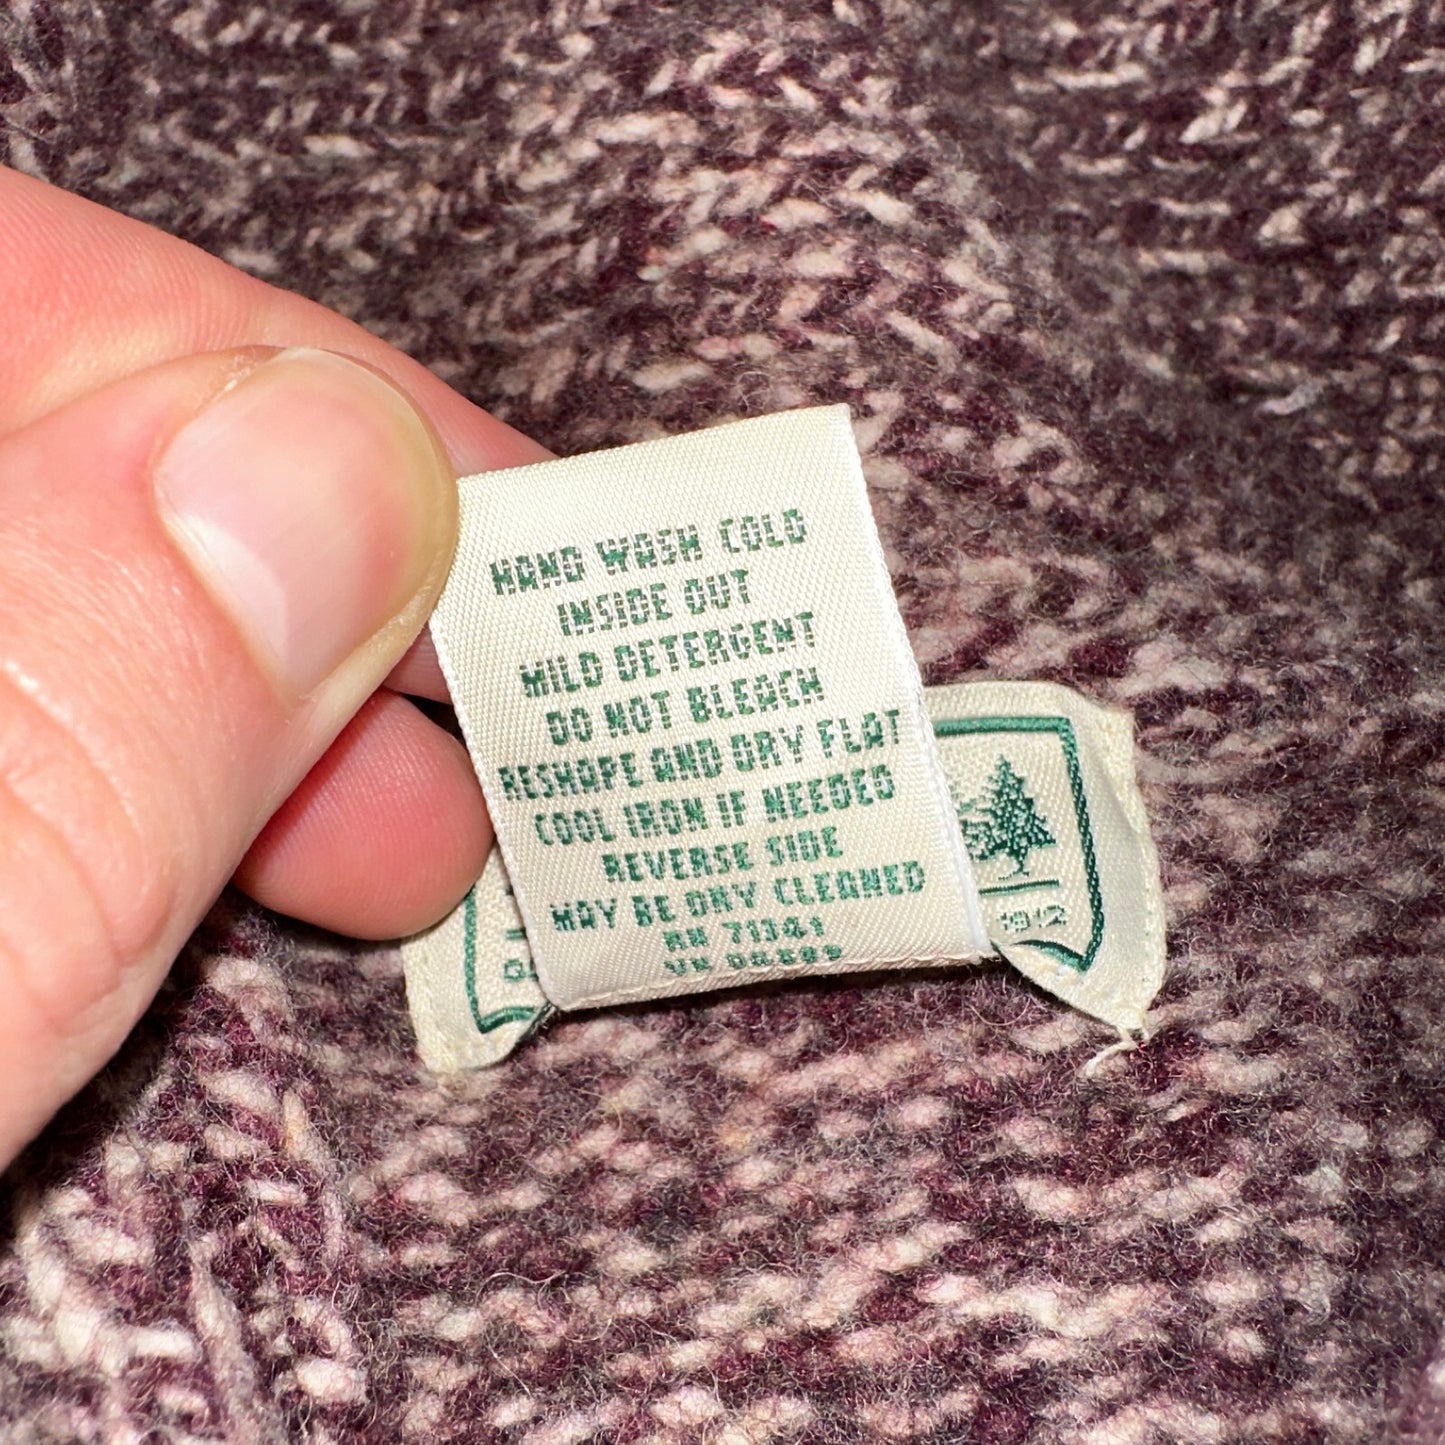 HAND WASH COLD
INSIDE OUT
MILD DETERGENT
DO NOT BLEACH
RESHAPE AND DRY FLAT
COOL IRON IF NEEDED
REVERSE SIDE
MAY BE DRY CLEANED
RN 71341
1912